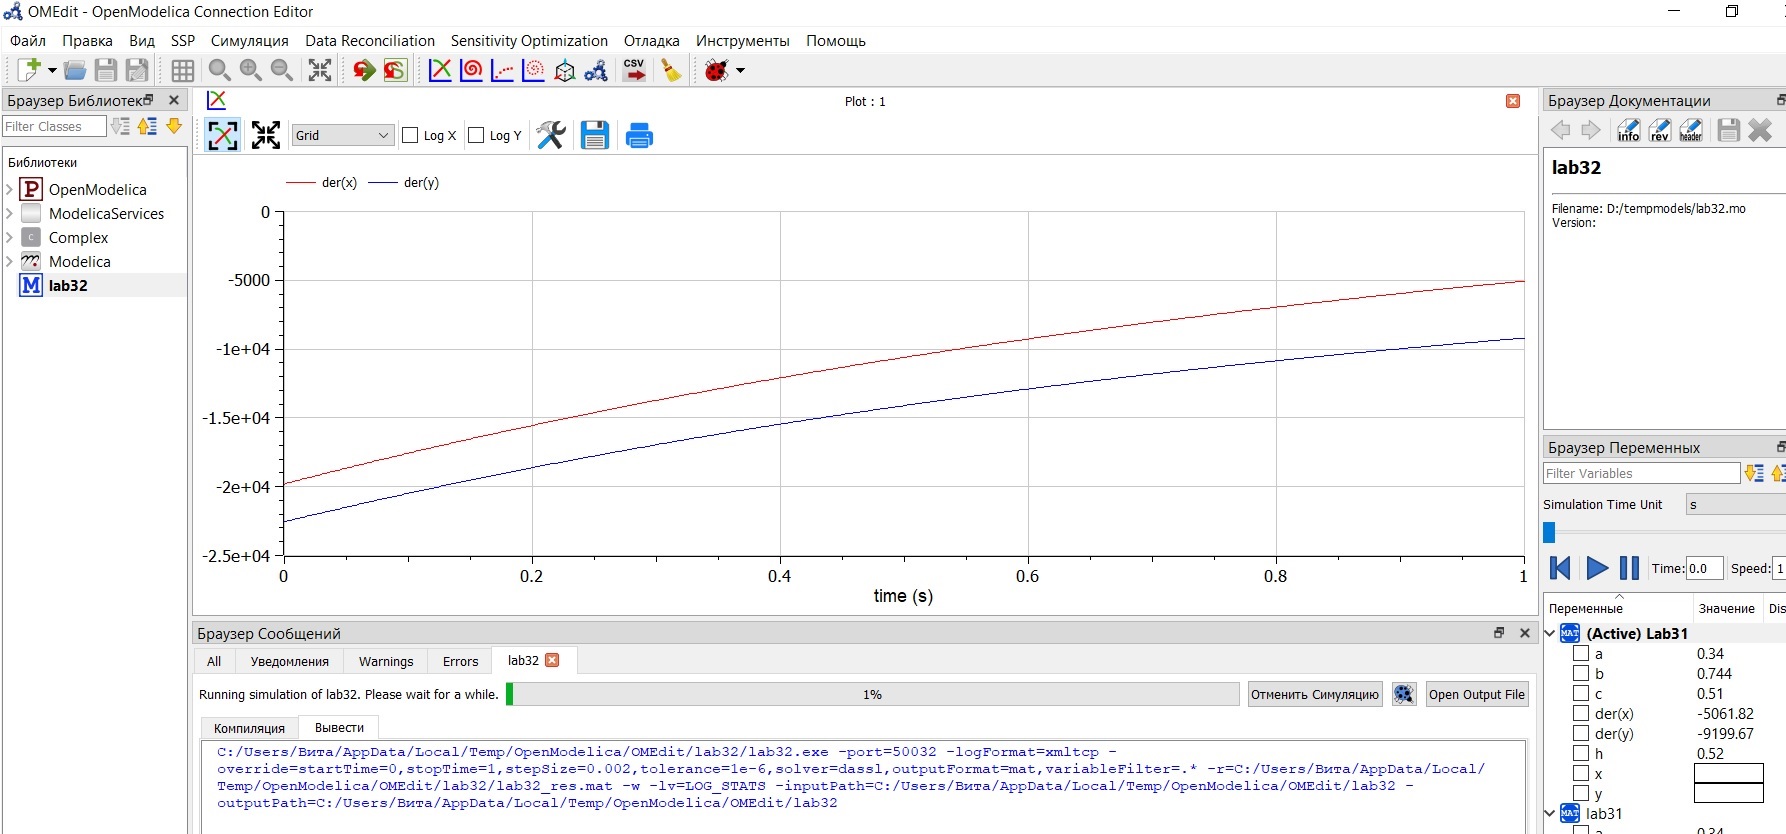 OMEdit - OpenModelica Connection Editor
Файл Правка Вид SSP Симуляция Data Reconciliation Sensitivity Optimization Отладка Инструменты Помощь
CSV
Браузер Библиотек
Filter Classes
Библиотеки
P OpenModelica
ModelicaServices
C Complex
Modelica
M lab32
Plot : 1
Grid Log X Log Y
der(x) der(y)
0
-5000
-1e+04
-1.5e+04
-2e+04
-2.5e+04
0 0.2 0.4 0.6 0.8 1
time (s)
Браузер Сообщений
All Уведомления Warnings Errors lab32
Running simulation of lab32. Please wait for a while. 1% Отменить Симуляцию Open Output File
Компиляция Вывести
C:/Users/Вита/AppData/Local/Temp/OpenModelica/OMEdit/lab32/lab32.exe -port=50032 -logFormat=xmltcp -
override=startTime=0,stopTime=1,stepSize=0.002,tolerance=1e-6,solver=dassl,outputFormat=mat,variableFilter=.* -r=C:/Users/Вита/AppData/Local/
Temp/OpenModelica/OMEdit/lab32/lab32_res.mat -w -lv=LOG_STATS -inputPath=C:/Users/Вита/AppData/Local/Temp/OpenModelica/OMEdit/lab32 -
outputPath=C:/Users/Вита/AppData/Local/Temp/OpenModelica/OMEdit/lab32
Браузер Документации
info rev header
lab32
Filename: D:/tempmodels/lab32.mo
Version:
Браузер Переменных
Filter Variables
Simulation Time Unit s
Time: 0.0 Speed: 1
Переменные Значение Dis
MAT (Active) Lab31
a 0.34
b 0.744
c 0.51
der(x) -5061.82
der(y) -9199.67
h 0.52
x
y
MAT lab31
a 0.34